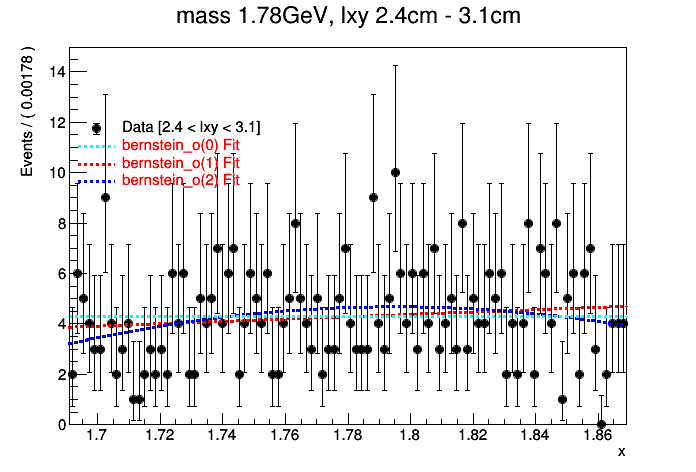 mass 1.78GeV, lxy 2.4cm - 3.1cm
Events / ( 0.00178 )
14
12
10
8
6
4
2
0
Data [2.4 < lxy < 3.1]
bernstein_o(0) Fit
bernstein_o(1) Fit
bernstein_o(2) Fit
1.7 1.72 1.74 1.76 1.78 1.8 1.82 1.84 1.86
x